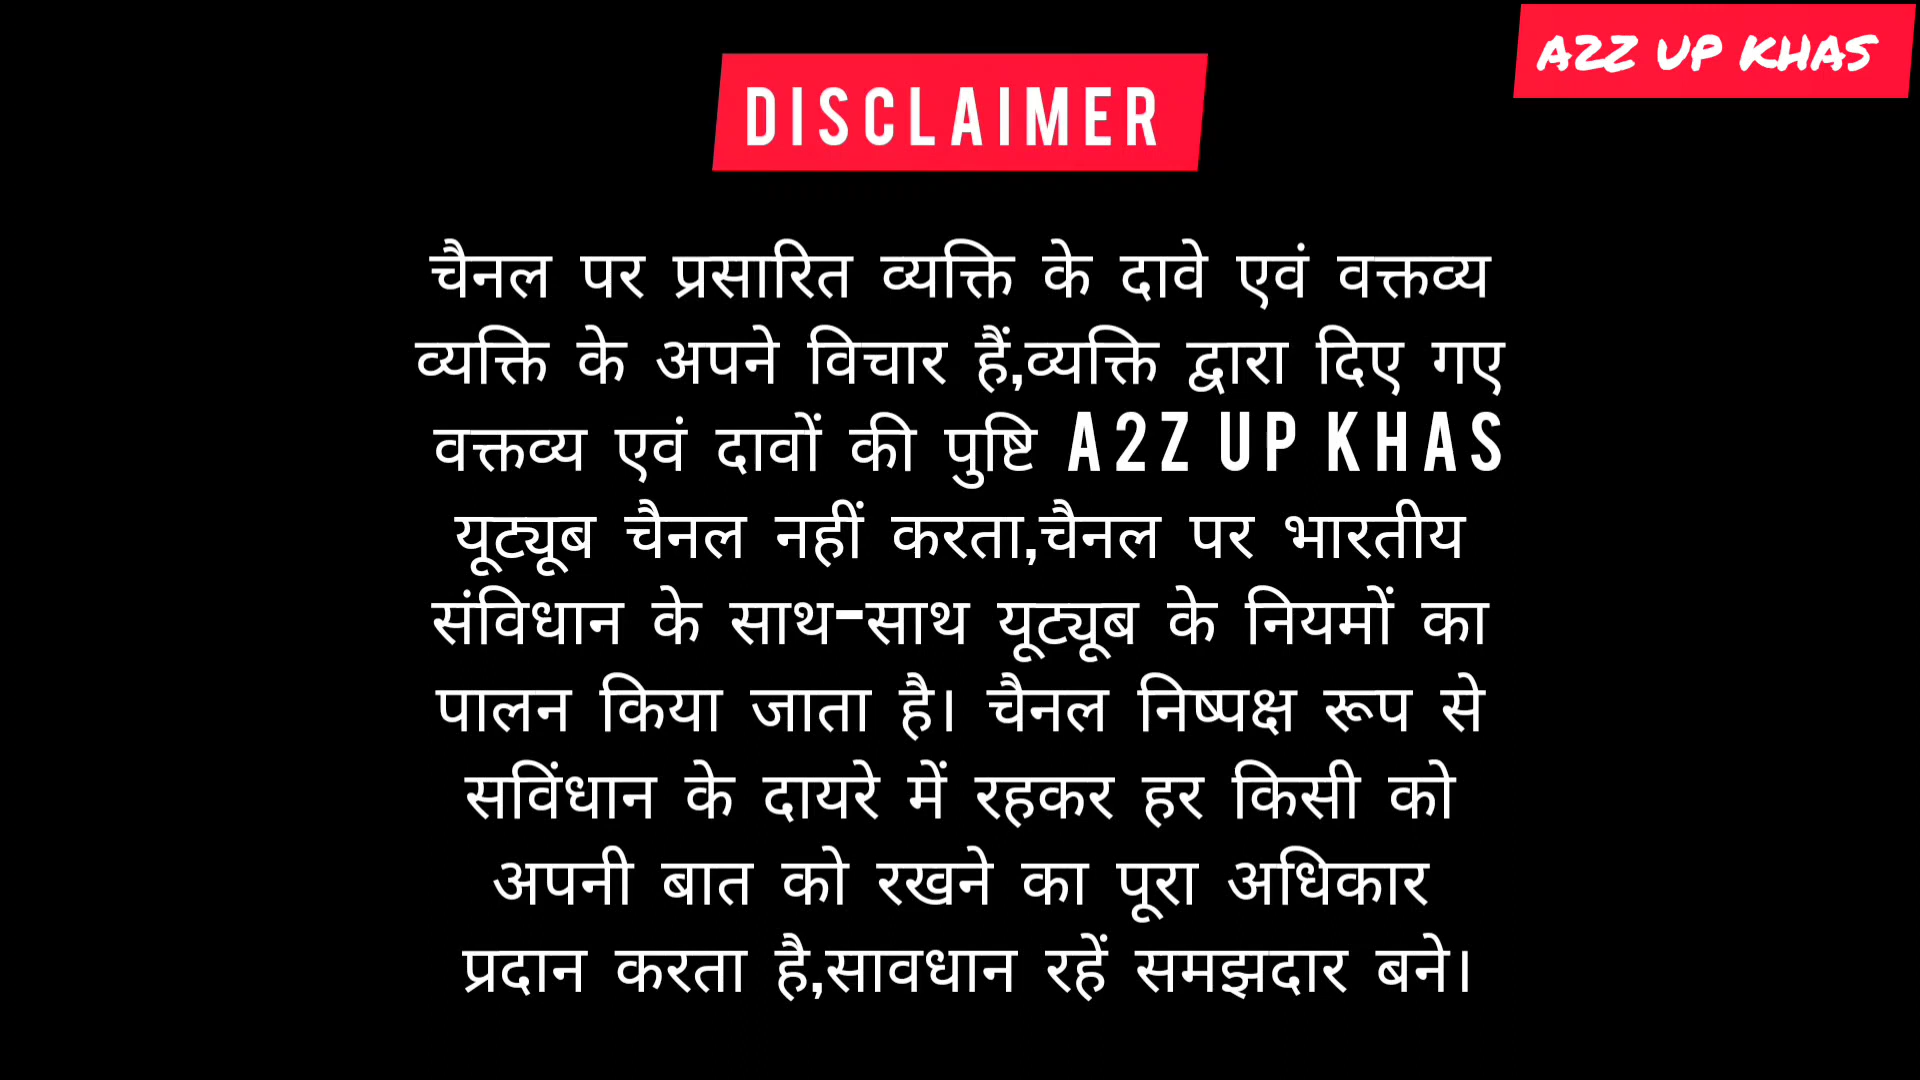 A2Z UP KHAS
DISCLAIMER
चैनल पर प्रसारित व्यक्ति के दावे एवं वक्तव्य
व्यक्ति के अपने विचार हैं,व्यक्ति द्वारा दिए गए
वक्तव्य एवं दावों की पुष्टि A2Z UP KHAS
यूट्यूब चैनल नहीं करता,चैनल पर भारतीय
संविधान के साथ-साथ यूट्यूब के नियमों का
पालन किया जाता है। चैनल निष्पक्ष रूप से
सविंधान के दायरे में रहकर हर किसी को
अपनी बात को रखने का पूरा अधिकार
प्रदान करता है,सावधान रहें समझदार बने।